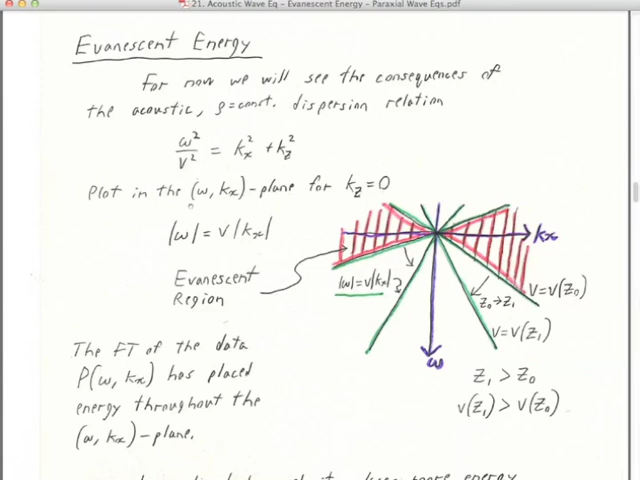 21. Acoustic Wave Eq - Evanescent Energy - Paraxial Wave Eqs.pdf
Evanescent Energy
For now we will see the consequences of
the acoustic, ρ=const. dispersion relation
ω²/v² = kx² + kz²
Plot in the (ω, kx)-plane for kz=0
|ω| = v|kx|
Evanescent
Region
kx
|ω|=v|kx|
z0→z1
v=v(z0)
v=v(z1)
ω
The FT of the data
P(ω, kx) has placed
energy throughout the
(ω, kx)-plane.
z1 > z0
v(z1) > v(z0)
energy